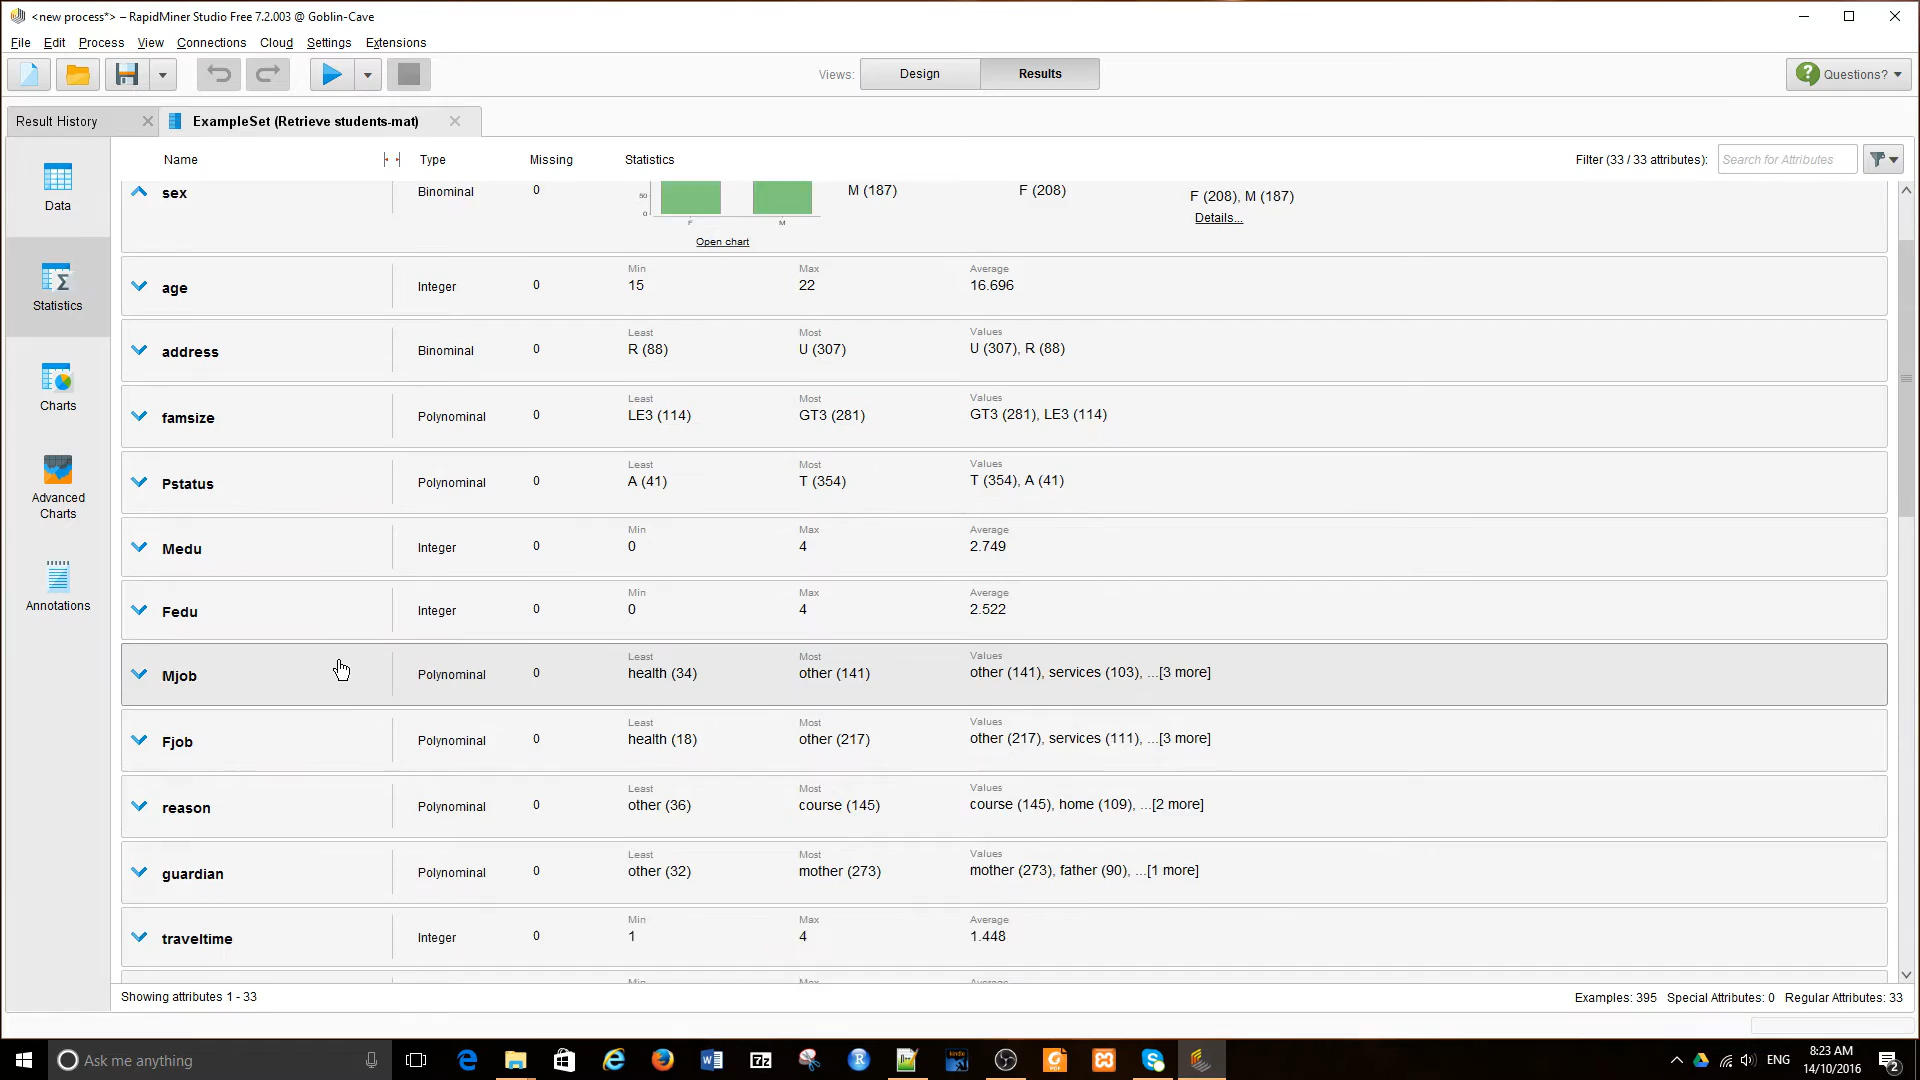 <new process*> – RapidMiner Studio Free 7.2.003 @ Goblin-Cave
File Edit Process View Connections Cloud Settings Extensions
Views: Design Results Questions?
Result History ExampleSet (Retrieve students-mat)
Name Type Missing Statistics Filter (33 / 33 attributes): Search for Attributes
Data
Statistics
Charts
Advanced
Charts
Annotations
sex Binominal 0 M (187) F (208) F (208), M (187)
50
0
F M
Details...
Open chart
Min Max Average
age Integer 0 15 22 16.696
Least Most Values
address Binominal 0 R (88) U (307) U (307), R (88)
Least Most Values
famsize Polynominal 0 LE3 (114) GT3 (281) GT3 (281), LE3 (114)
Least Most Values
Pstatus Polynominal 0 A (41) T (354) T (354), A (41)
Min Max Average
Medu Integer 0 0 4 2.749
Min Max Average
Fedu Integer 0 0 4 2.522
Least Most Values
Mjob Polynominal 0 health (34) other (141) other (141), services (103), ...[3 more]
Least Most Values
Fjob Polynominal 0 health (18) other (217) other (217), services (111), ...[3 more]
Least Most Values
reason Polynominal 0 other (36) course (145) course (145), home (109), ...[2 more]
Least Most Values
guardian Polynominal 0 other (32) mother (273) mother (273), father (90), ...[1 more]
Min Max Average
traveltime Integer 0 1 4 1.448
Min Max Average
Showing attributes 1 - 33 Examples: 395 Special Attributes: 0 Regular Attributes: 33
Ask me anything ENG 8:23 AM
14/10/2016